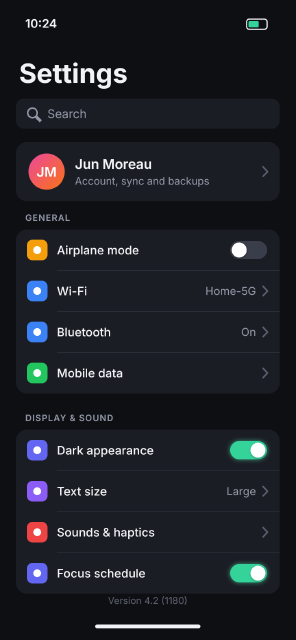 10:24
Settings
Search
JM
Jun Moreau
Account, sync and backups
GENERAL
Airplane mode
Wi-Fi Home-5G
Bluetooth On
Mobile data
DISPLAY & SOUND
Dark appearance
Text size Large
Sounds & haptics
Focus schedule
Version 4.2 (1180)